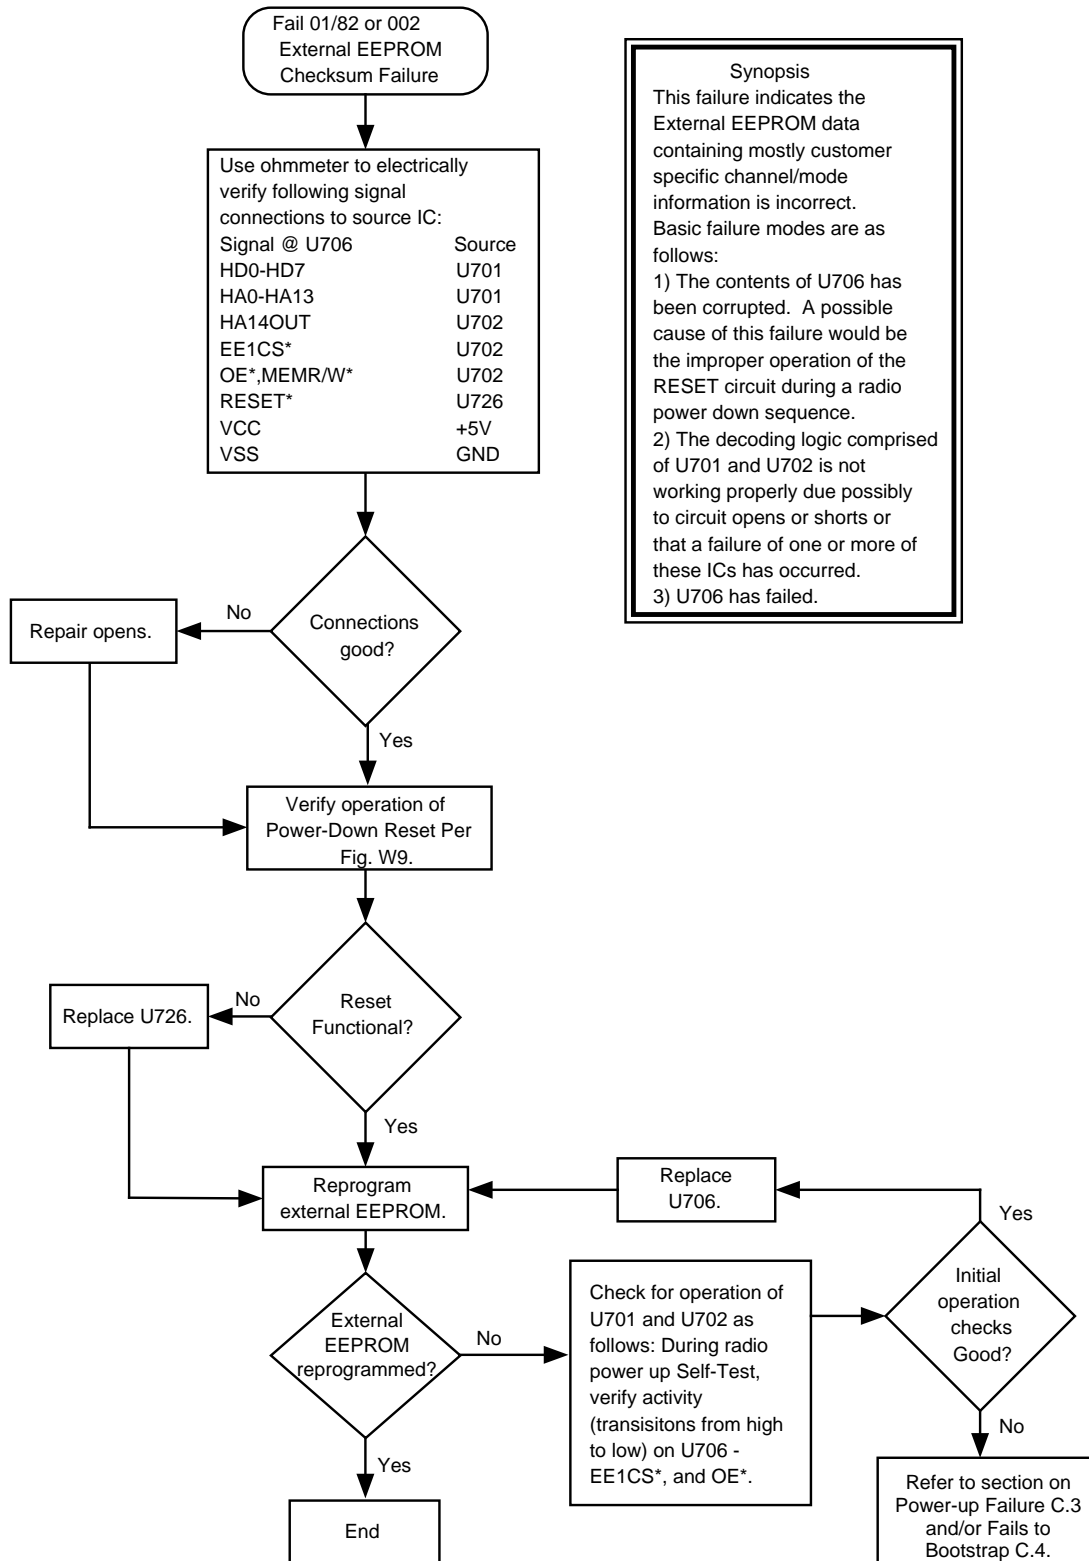 Fail 01/82 or 002
External EEPROM
Checksum Failure
Use ohmmeter to electrically
verify following signal
connections to source IC:
Signal @ U706 Source
HD0-HD7 U701
HA0-HA13 U701
HA14OUT U702
EE1CS* U702
OE*,MEMR/W* U702
RESET* U726
VCC +5V
VSS GND
Synopsis
This failure indicates the
External EEPROM data
containing mostly customer
specific channel/mode
information is incorrect.
Basic failure modes are as
follows:
1) The contents of U706 has
been corrupted. A possible
cause of this failure would be
the improper operation of the
RESET circuit during a radio
power down sequence.
2) The decoding logic comprised
of U701 and U702 is not
working properly due possibly
to circuit opens or shorts or
that a failure of one or more of
these ICs has occurred.
3) U706 has failed.
Connections
good?
No
Repair opens.
Yes
Verify operation of
Power-Down Reset Per
Fig. W9.
Reset
Functional?
No
Replace U726.
Yes
Reprogram
external EEPROM.
Replace
U706.
Yes
External
EEPROM
reprogrammed?
No
Check for operation of
U701 and U702 as
follows: During radio
power up Self-Test,
verify activity
(transisitons from high
to low) on U706 -
EE1CS*, and OE*.
Initial
operation
checks
Good?
No
Yes
End
Refer to section on
Power-up Failure C.3
and/or Fails to
Bootstrap C.4.